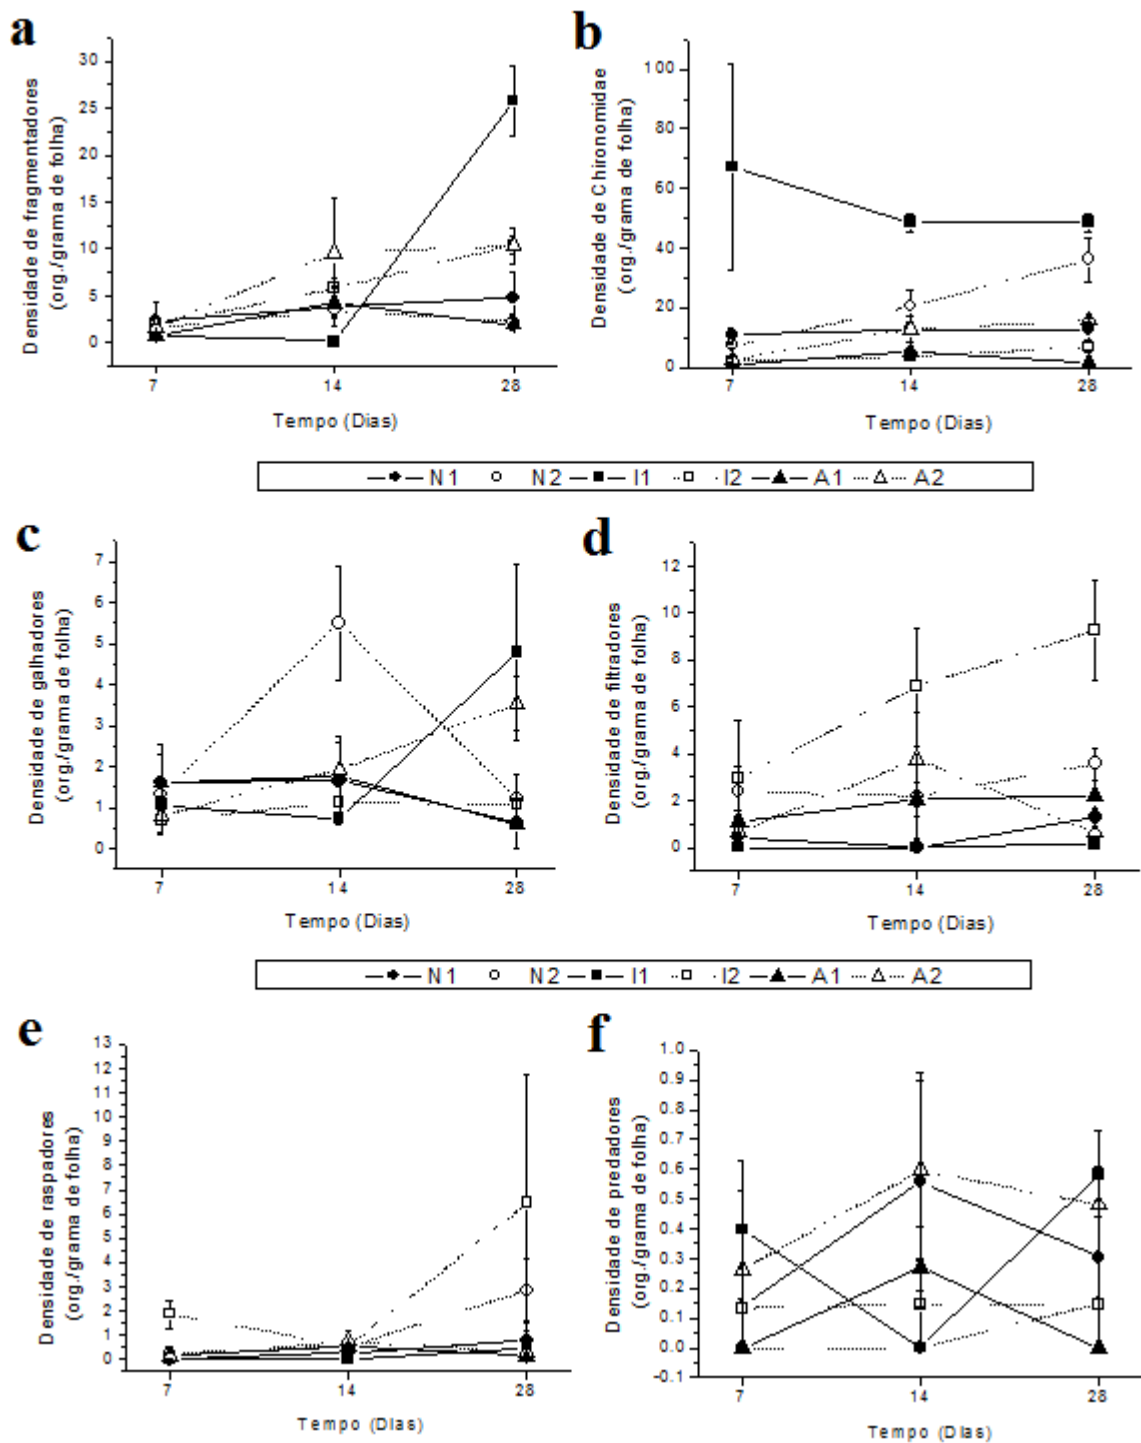 a
Densidade de fragmentadores
(org./grama de folha)
30
25
20
15
10
5
0
7 14 28
Tempo (Dias)
b
Densidade de Chironomidae
(org./grama de folha)
100
80
60
40
20
0
7 14 28
Tempo (Dias)
N1 N2 I1 I2 A1 A2
c
Densidade de galhadores
(org./grama de folha)
7
6
5
4
3
2
1
0
7 14 28
Tempo (Dias)
d
Densidade de filtradores
(org./grama de folha)
12
10
8
6
4
2
0
7 14 28
Tempo (Dias)
N1 N2 I1 I2 A1 A2
e
Densidade de raspadores
(org./grama de folha)
13
12
11
10
9
8
7
6
5
4
3
2
1
0
7 14 28
Tempo (Dias)
f
Densidade de predadores
(org./grama de folha)
1.0
0.9
0.8
0.7
0.6
0.5
0.4
0.3
0.2
0.1
0.0
-0.1
7 14 28
Tempo (Dias)